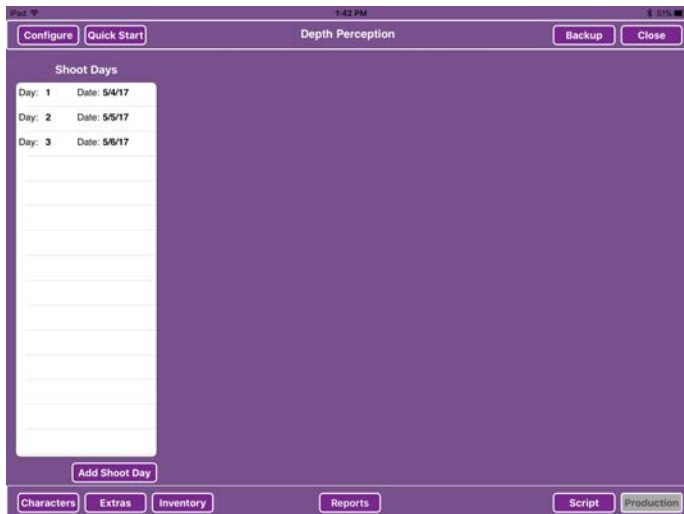 iPad 1:42 PM 51%
Configure Quick Start Depth Perception Backup Close
Shoot Days
Day: 1 Date: 5/4/17
Day: 2 Date: 5/5/17
Day: 3 Date: 5/6/17
Add Shoot Day
Characters Extras Inventory Reports Script Production